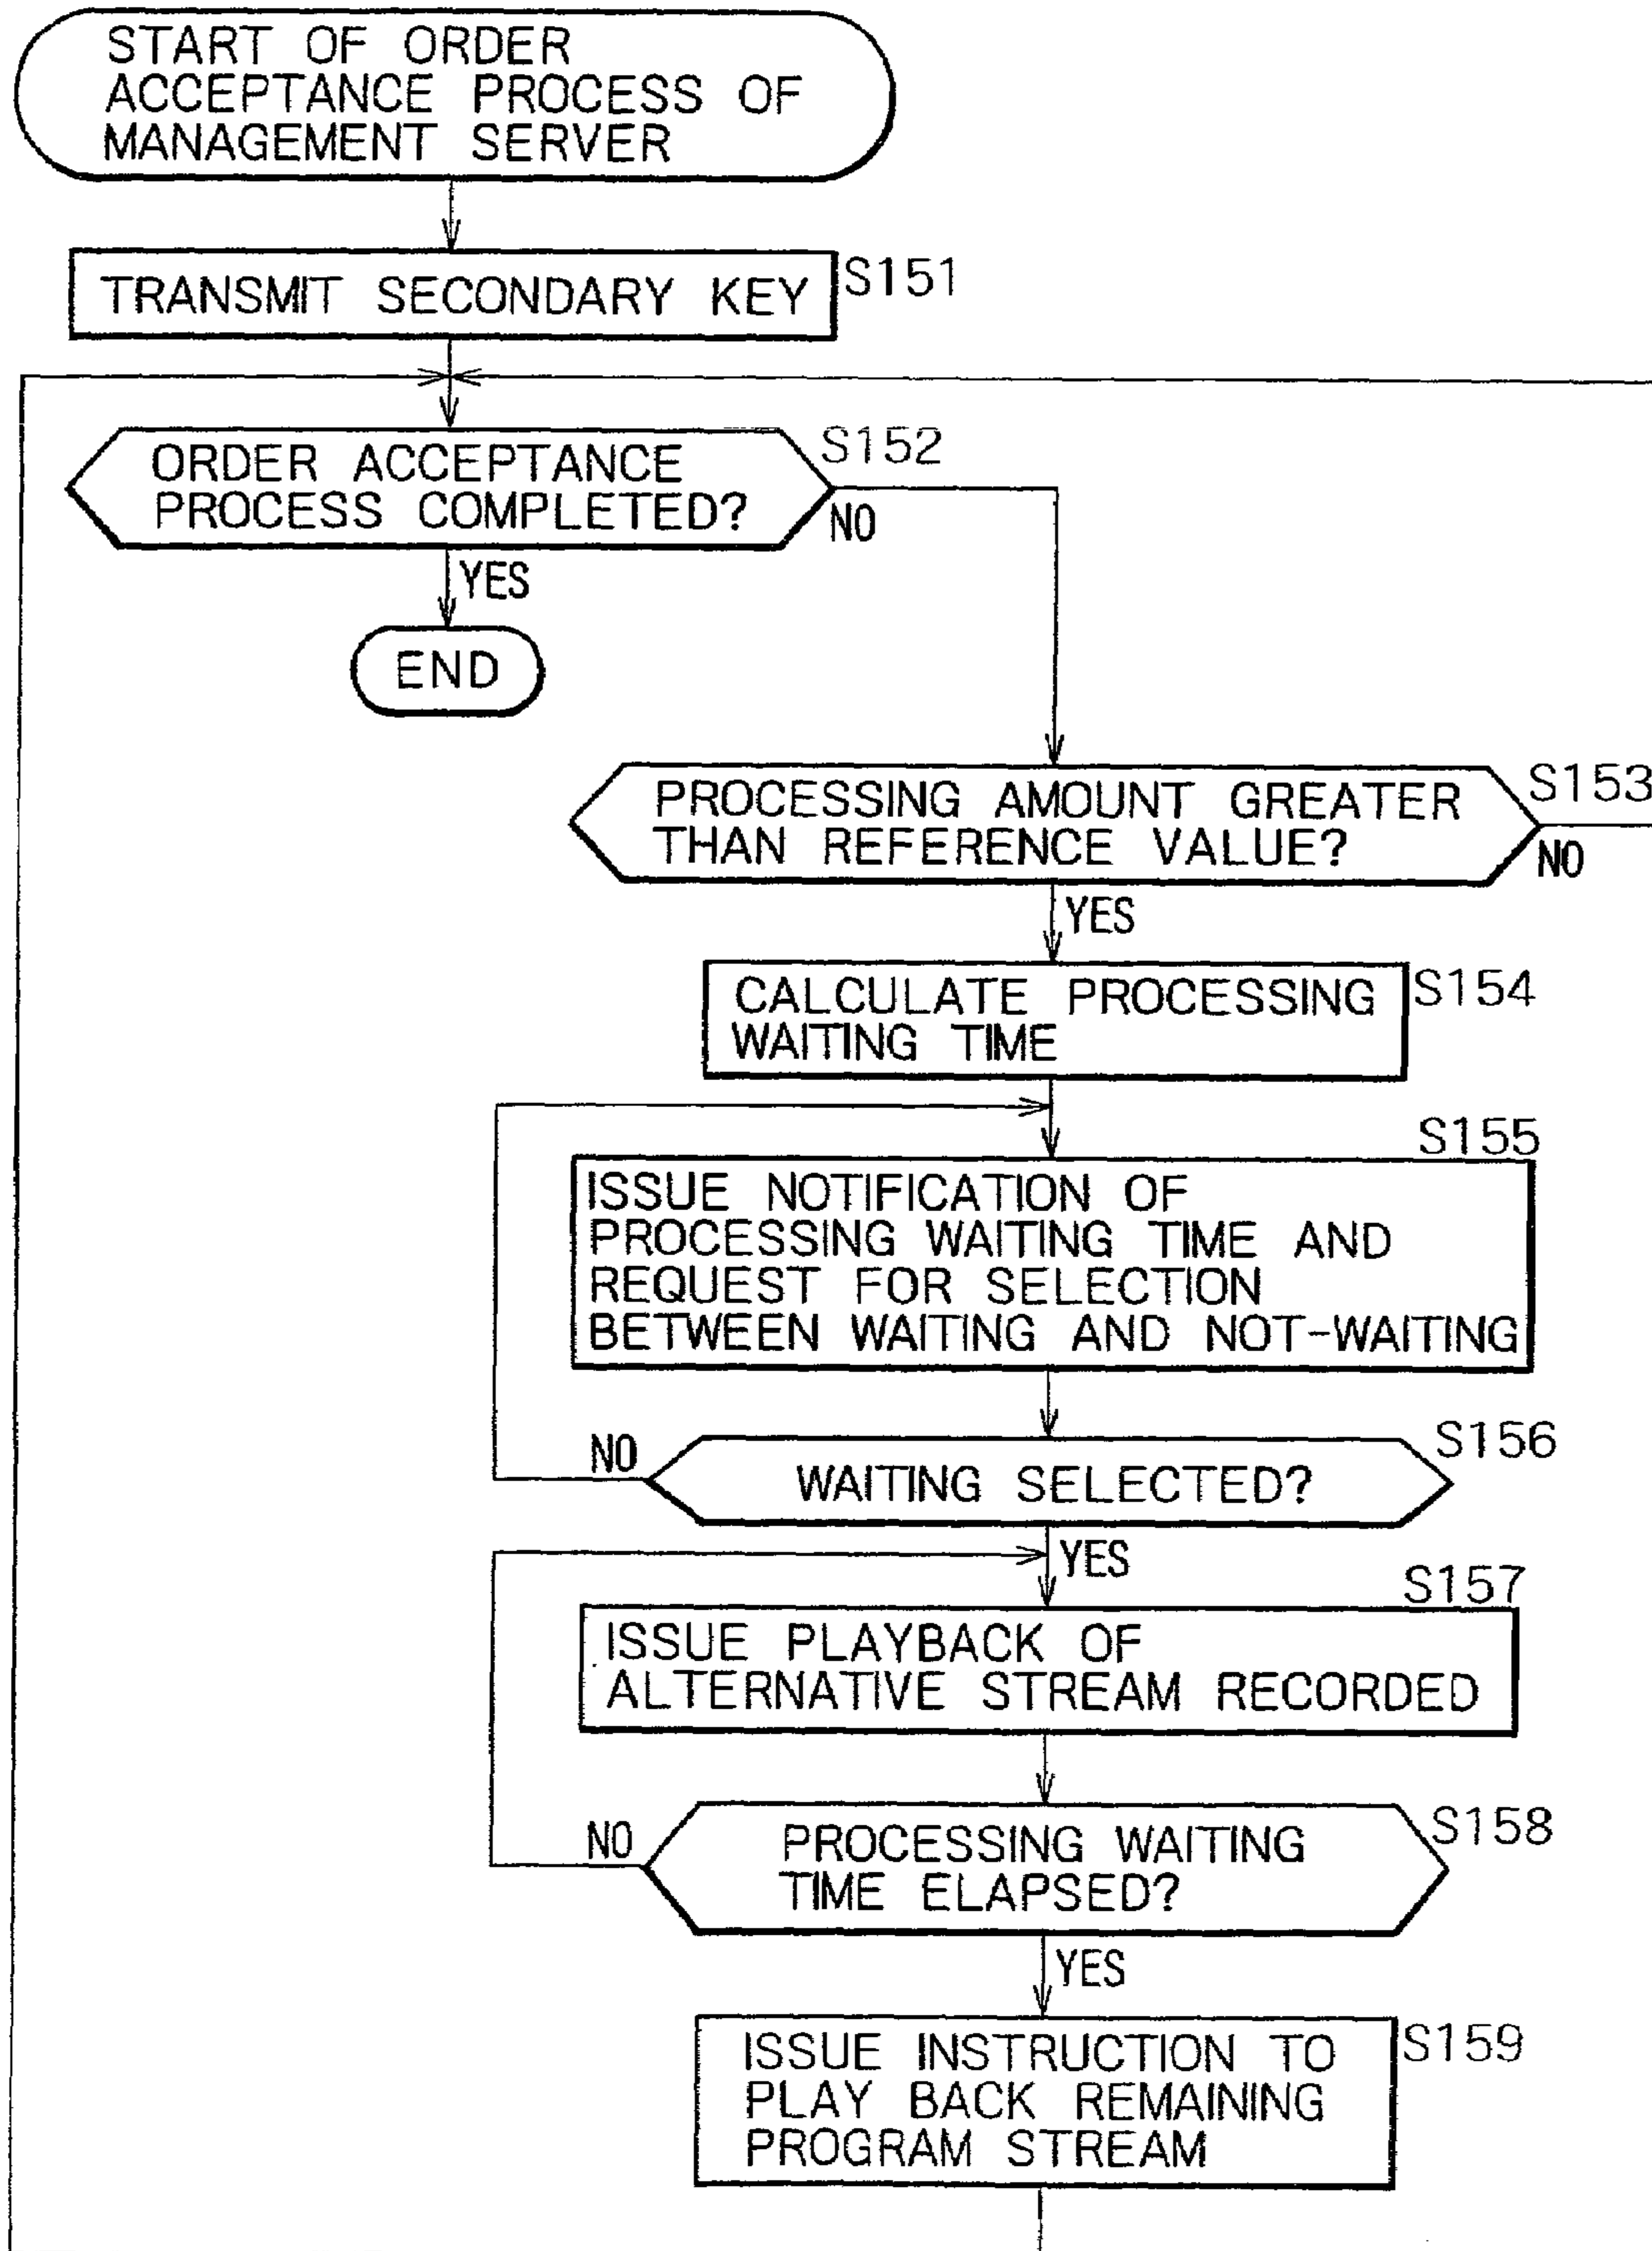 START OF ORDER
ACCEPTANCE PROCESS OF
MANAGEMENT SERVER
TRANSMIT SECONDARY KEY
S151
ORDER ACCEPTANCE
PROCESS COMPLETED?
S152
NO
YES
END
PROCESSING AMOUNT GREATER
THAN REFERENCE VALUE?
S153
NO
YES
CALCULATE PROCESSING
WAITING TIME
S154
S155
ISSUE NOTIFICATION OF
PROCESSING WAITING TIME AND
REQUEST FOR SELECTION
BETWEEN WAITING AND NOT-WAITING
NO
WAITING SELECTED?
S156
YES
S157
ISSUE PLAYBACK OF
ALTERNATIVE STREAM RECORDED
NO
PROCESSING WAITING
TIME ELAPSED?
S158
YES
ISSUE INSTRUCTION TO
PLAY BACK REMAINING
PROGRAM STREAM
S159